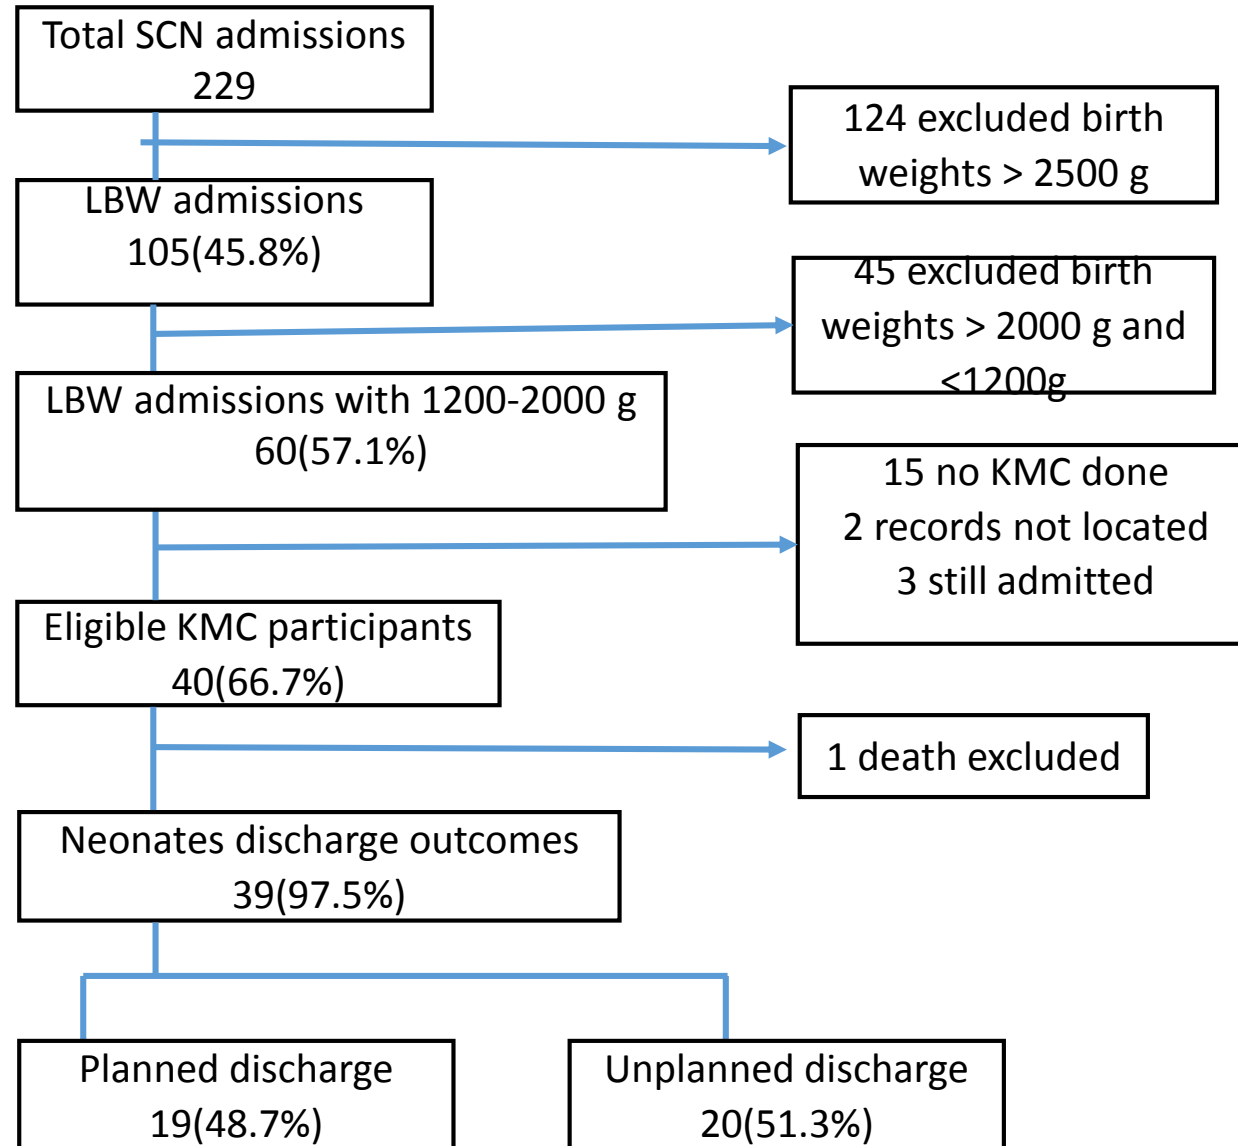 Total SCN admissions
229
124 excluded birth
weights > 2500 g
LBW admissions
105(45.8%)
45 excluded birth
weights > 2000 g and
<1200g
LBW admissions with 1200-2000 g
60(57.1%)
15 no KMC done
2 records not located
3 still admitted
Eligible KMC participants
40(66.7%)
1 death excluded
Neonates discharge outcomes
39(97.5%)
Planned discharge
19(48.7%)
Unplanned discharge
20(51.3%)